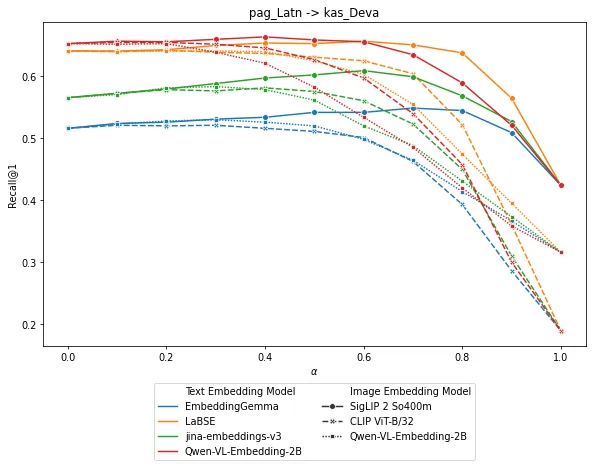 pag_Latn -> kas_Deva
Recall@1
0.6
0.5
0.4
0.3
0.2
0.0
0.2
0.4
0.6
0.8
1.0
α
Text Embedding Model
EmbeddingGemma
LaBSE
jina-embeddings-v3
Qwen-VL-Embedding-2B
Image Embedding Model
SigLIP 2 So400m
CLIP ViT-B/32
Qwen-VL-Embedding-2B